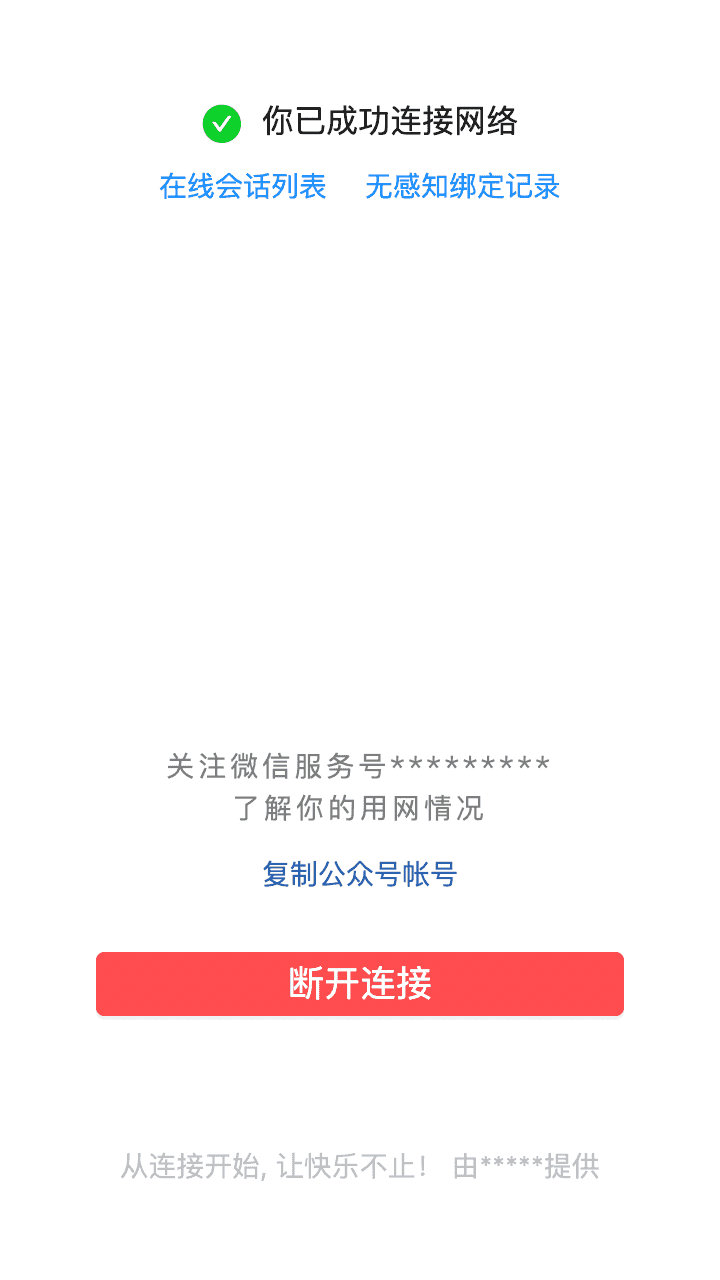 你已成功连接网络
在线会话列表 无感知绑定记录
关注微信服务号*********
了解你的用网情况
复制公众号帐号
断开连接
从连接开始, 让快乐不止! 由*****提供